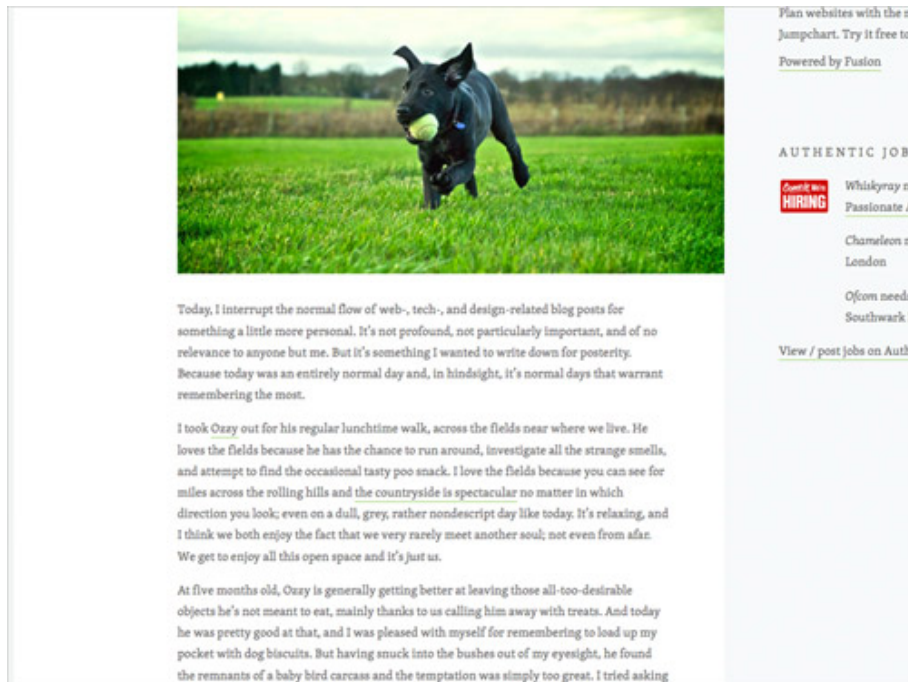 Today, I interrupt the normal flow of web-, tech-, and design-related blog posts for
something a little more personal. It's not profound, not particularly important, and of no
relevance to anyone but me. But it's something I wanted to write down for posterity.
Because today was an entirely normal day and, in hindsight, it's normal days that warrant
remembering the most.
I took Ozzy out for his regular lunchtime walk, across the fields near where we live. He
loves the fields because he has the chance to run around, investigate all the strange smells,
and attempt to find the occasional tasty poo snack. I love the fields because you can see for
miles across the rolling hills and the countryside is spectacular no matter in which
direction you look; even on a dull, grey, rather nondescript day like today. It's relaxing, and
I think we both enjoy the fact that we very rarely meet another soul; not even from afar.
We get to enjoy all this open space and it's just us.
At five months old, Ozzy is generally getting better at leaving those all-too-desirable
objects he's not meant to eat, mainly thanks to us calling him away with treats. And today
he was pretty good at that, and I was pleased with myself for remembering to load up my
pocket with dog biscuits. But having snuck into the bushes out of my eyesight, he found
the remnants of a baby bird carcass and the temptation was simply too great. I tried asking
Plan websites with the
Jumpchart. Try it free to
Powered by Fusion
AUTHENTIC JOB
HIRING
Whiskyray
Passionate
Chameleon
London
Ofcom need
Southwark
View / post jobs on Auth